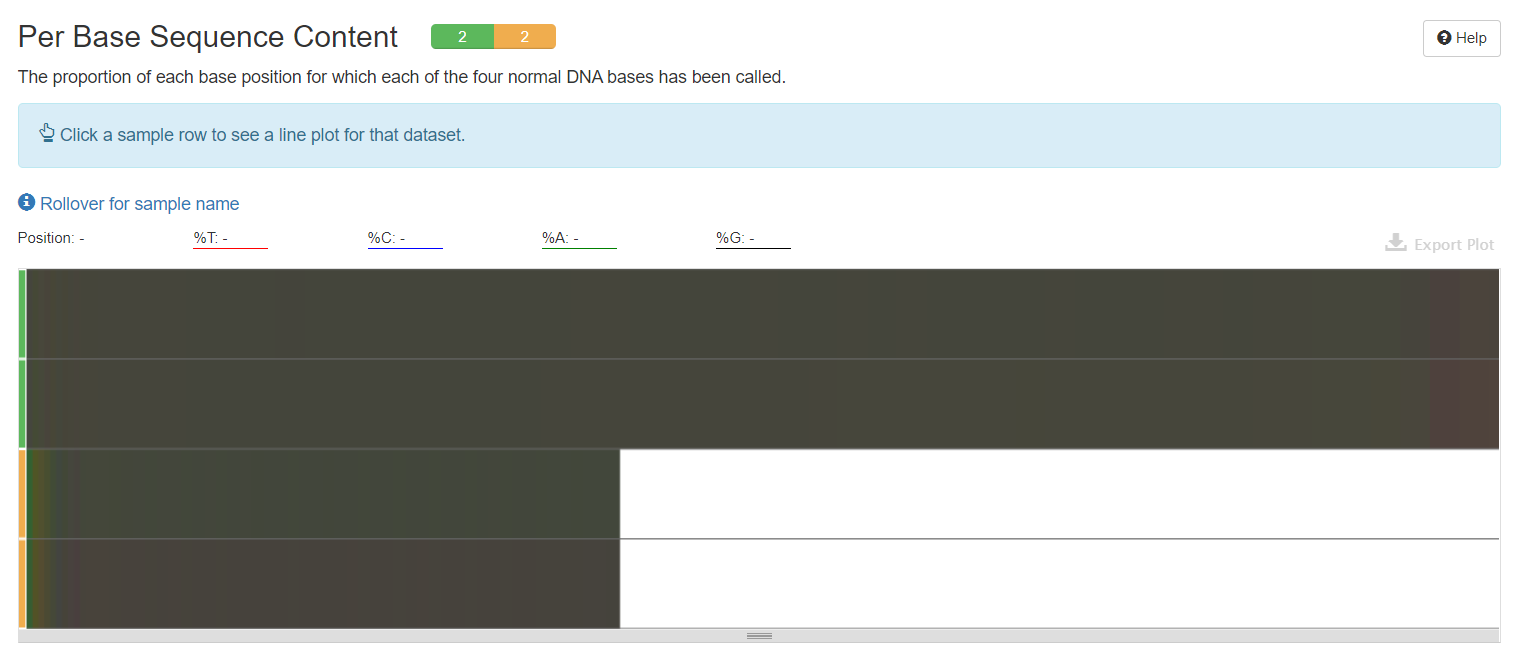 Per Base Sequence Content 2 2
Help
The proportion of each base position for which each of the four normal DNA bases has been called.
Click a sample row to see a line plot for that dataset.
Rollover for sample name
Position: - %T: - %C: - %A: - %G: -
Export Plot